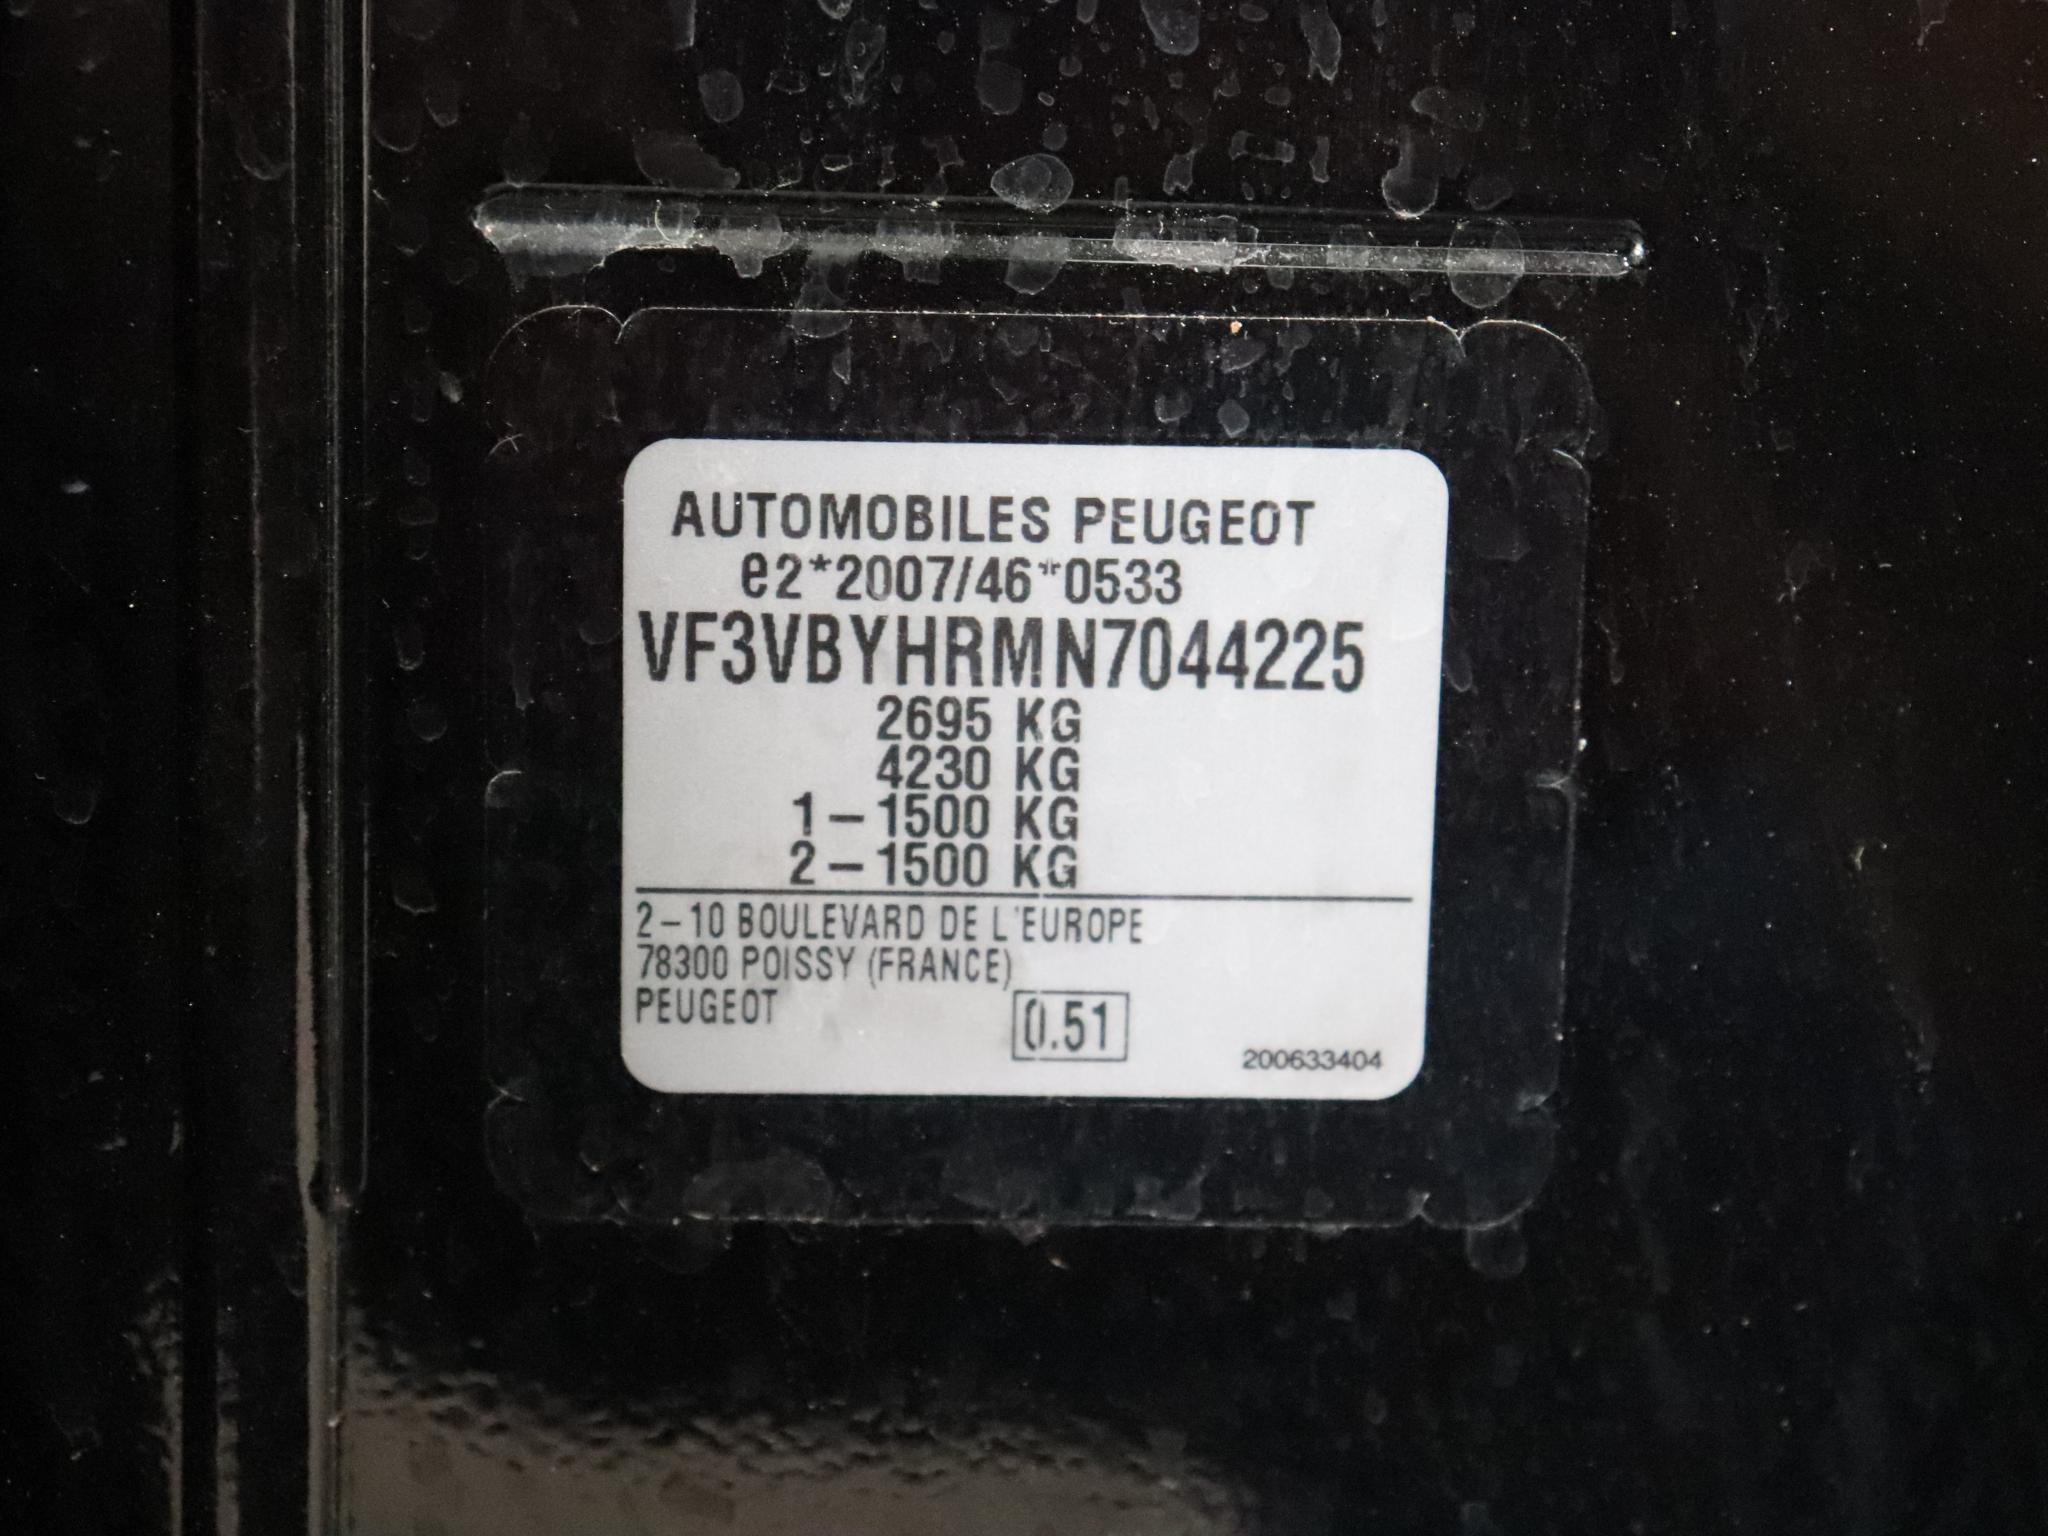 AUTOMOBILES PEUGEOT
e2*2007/46*0533
VF3VBYHRMN7044225
2695 KG
4230 KG
1-1500 KG
2-1500 KG
2-10 BOULEVARD DE L'EUROPE
78300 POISSY (FRANCE)
PEUGEOT
0.51
200633404